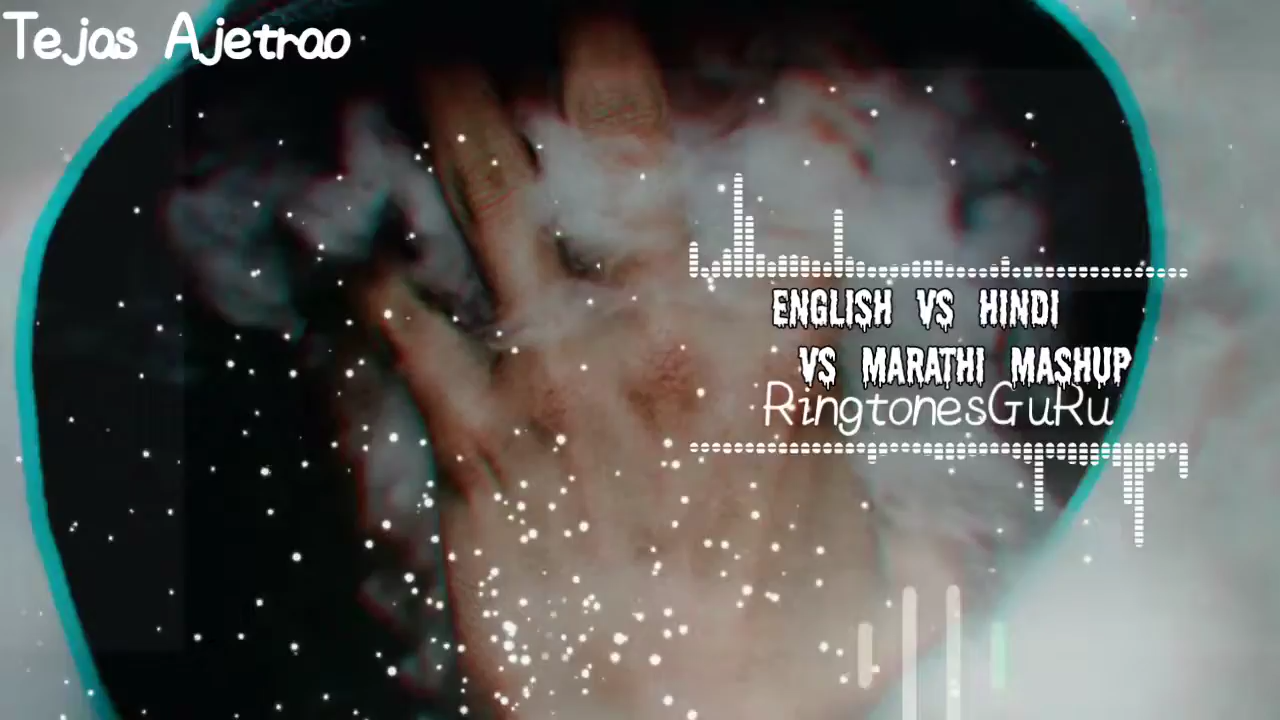 Tejas Ajetrao
ENGLISH VS HINDI
VS MARATHI MASHUP
RingtonesGuRu